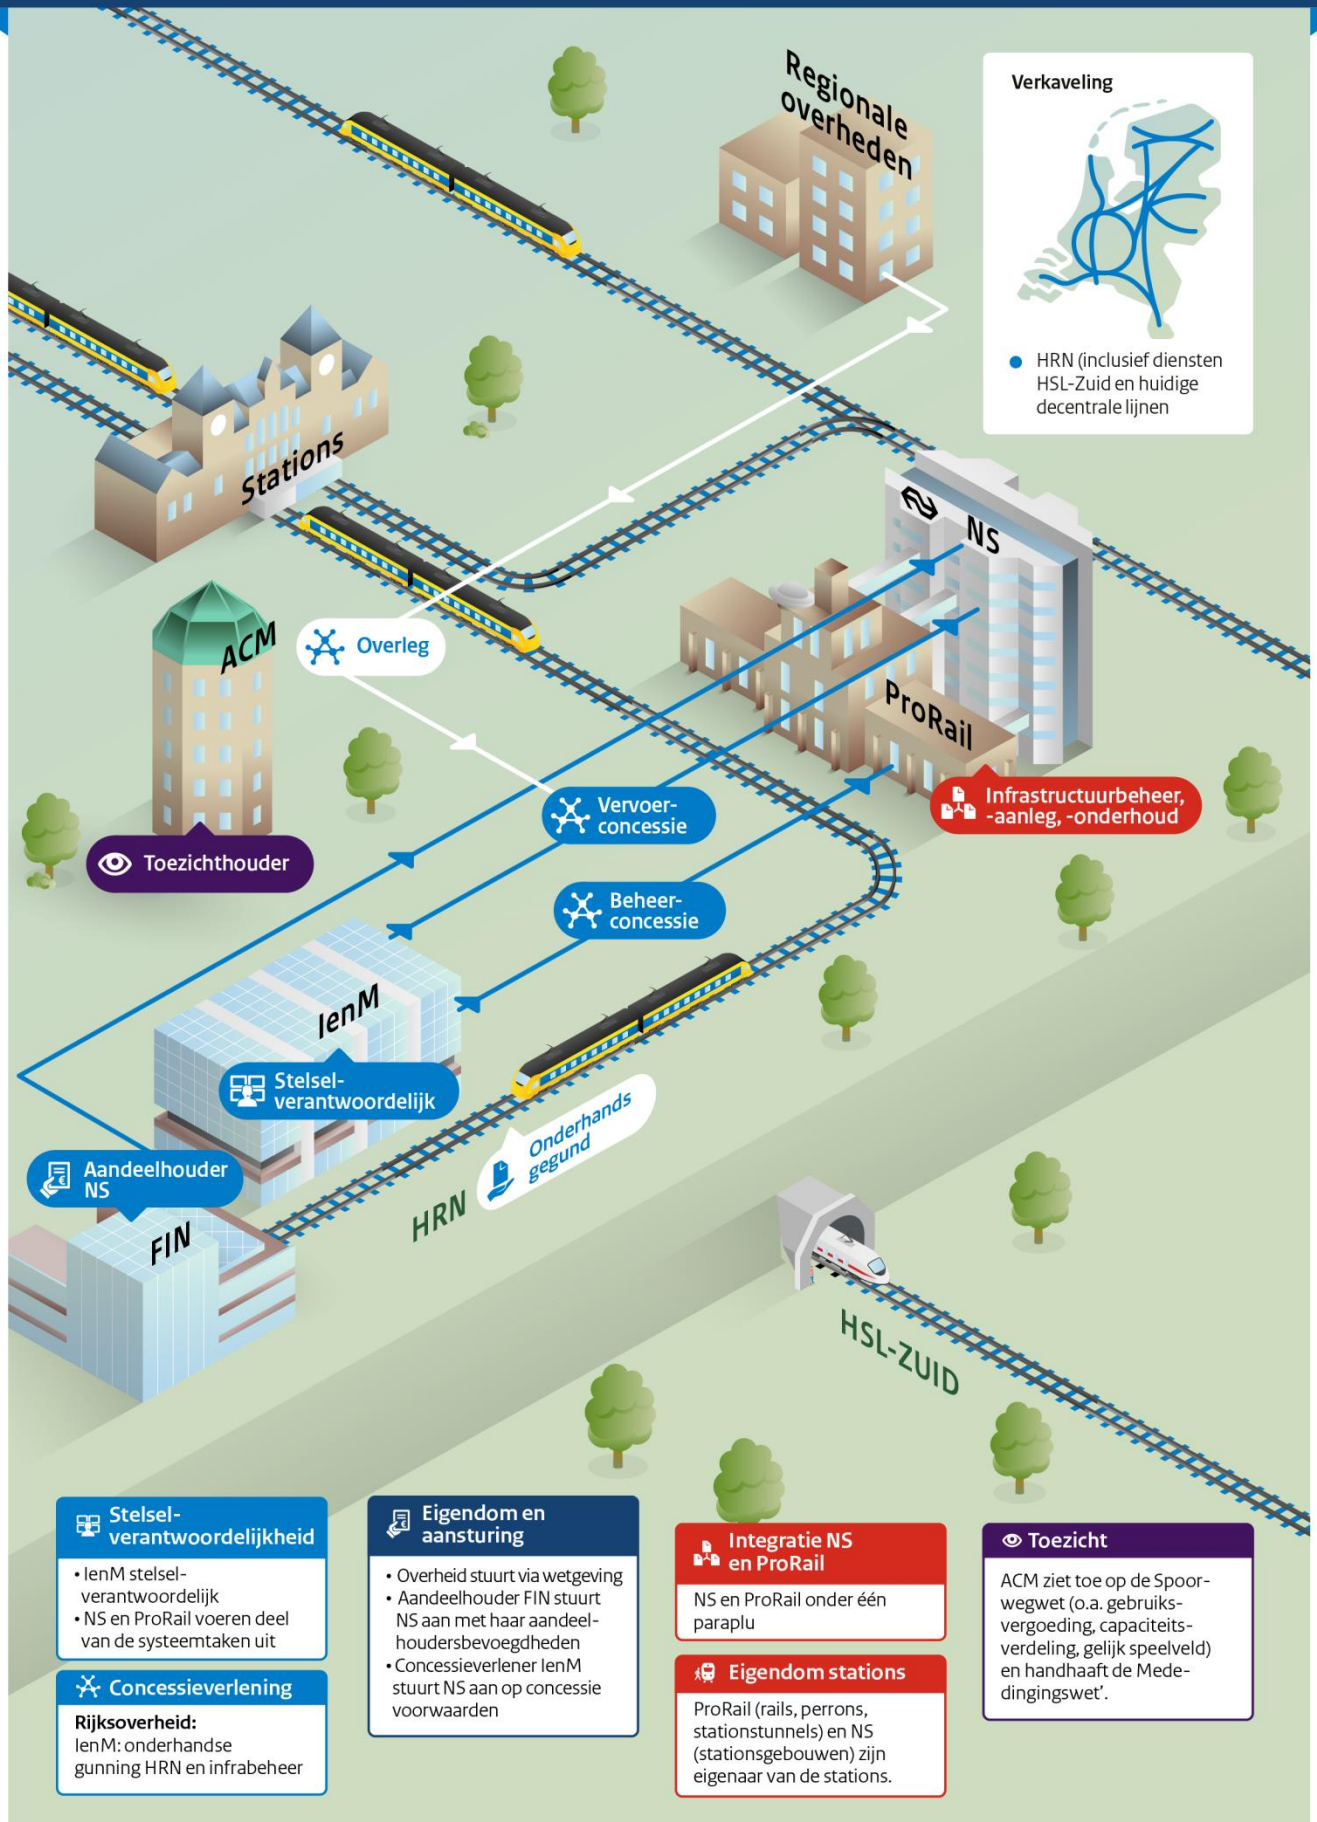 Regionale
overheden
Verkaveling
HRN (inclusief diensten
HSL-Zuid en huidige
decentrale lijnen
Stations
NS
ACM
Overleg
ProRail
Infrastructuurbeheer,
-aanleg, -onderhoud
Vervoer-
concessie
Toezichthouder
Beheer-
concessie
IenM
Stelsel-
verantwoordelijk
Onderhands
gegund
Aandeelhouder
NS
HRN
FIN
HSL-ZUID
Stelsel-
verantwoordelijkheid
• IenM stelsel-
verantwoordelijk
• NS en ProRail voeren deel
van de systeemtaken uit
Concessieverlening
Rijksoverheid:
IenM: onderhandse
gunning HRN en infrabeheer
Eigendom en
aansturing
• Overheid stuurt via wetgeving
• Aandeelhouder FIN stuurt
NS aan met haar aandeel-
houdersbevoegdheden
• Concessieverlener IenM
stuurt NS aan op concessie
voorwaarden
Integratie NS
en ProRail
NS en ProRail onder één
paraplu
Eigendom stations
ProRail (rails, perrons,
stationstunnels) en NS
(stationsgebouwen) zijn
eigenaar van de stations.
Toezicht
ACM ziet toe op de Spoor-
wegwet (o.a. gebruiks-
vergoeding, capaciteits-
verdeling, gelijk speelveld)
en handhaaft de Mede-
dingingswet’.